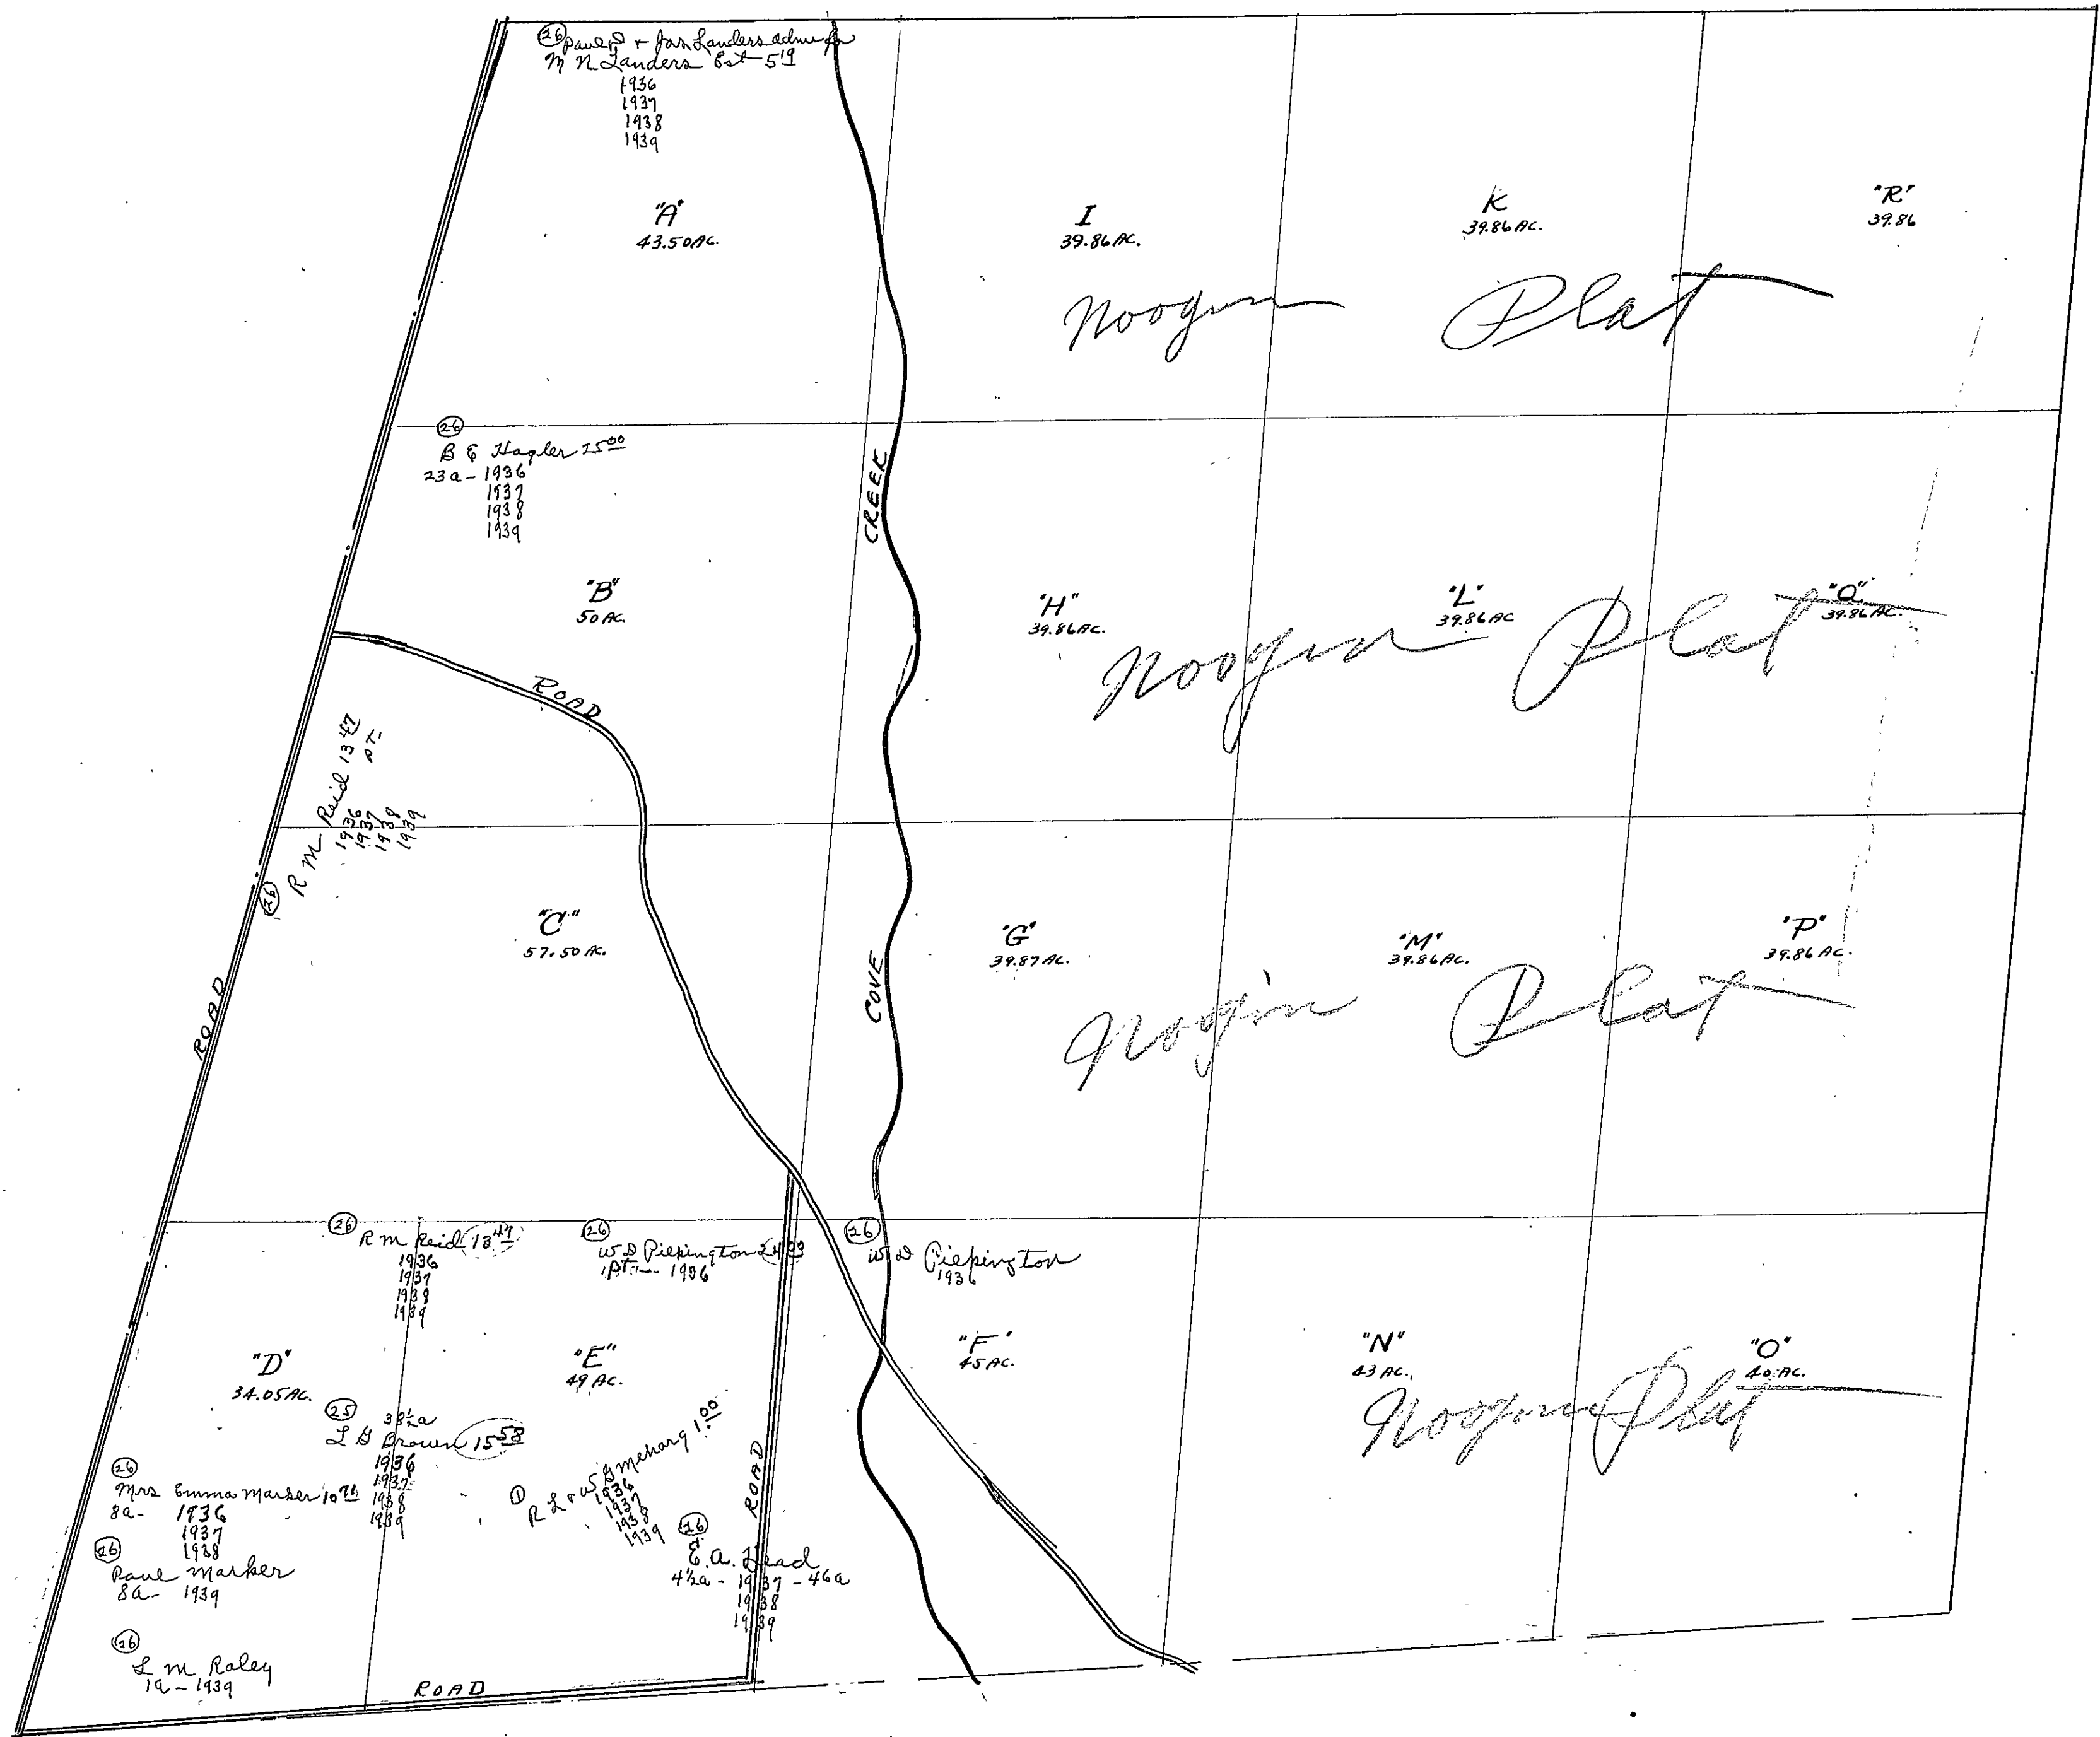 26
Paul D + Jas Landers adms for
M N Landers Est 5 19
1936
1937
1938
1939
"A"
43.50 AC.
I
39.86 AC.
K
39.86 AC.
"R"
39.86
Plat
26
B E Hagler 25 00
23a - 1936
1937
1938
1939
CREEK
"B"
50 AC.
"H"
39.86 AC.
"L"
39.86 AC
"Q"
39.86 AC.
Plat
ROAD
26
R M Reid 13 47
pt
1936
1937
1938
1939
"C"
57.50 AC.
COVE
"G"
39.87 AC.
"M"
39.86 AC.
"P"
39.86 AC.
Plat
ROAD
26
R M Reid 13 47
1936
1937
1938
1939
26
W D Pilkington 24 00
pt - 1936
26
W D Pilkington
1936
"D"
34.05 AC.
"E"
49 AC.
"F"
45 AC.
"N"
43 AC.
"O"
40 AC.
Plat
25
38½a
L G Brown 15 58
1936
1937
1938
1939
26
Mrs Emma Marker
8a - 1936
1937
1938
26
Paul Marker
8a - 1939
1
R L + W S Gmeharg 1 00
1936
1937
1938
1939
26
E. A. Head
4½a - 1937 - 46a
1938
1939
ROAD
26
L M Raley
1a - 1939
ROAD